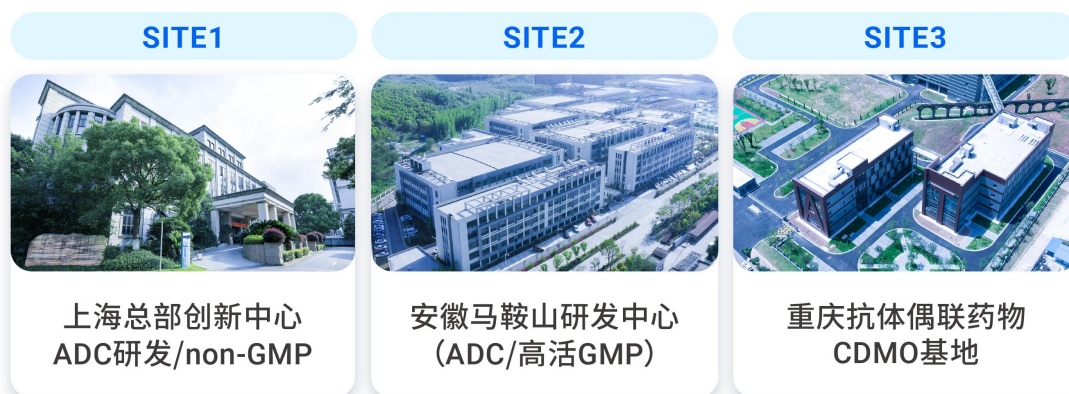 SITE1
SITE2
SITE3
上海总部创新中心
ADC研发/non-GMP
安徽马鞍山研发中心
（ADC/高活GMP）
重庆抗体偶联药物
CDMO基地